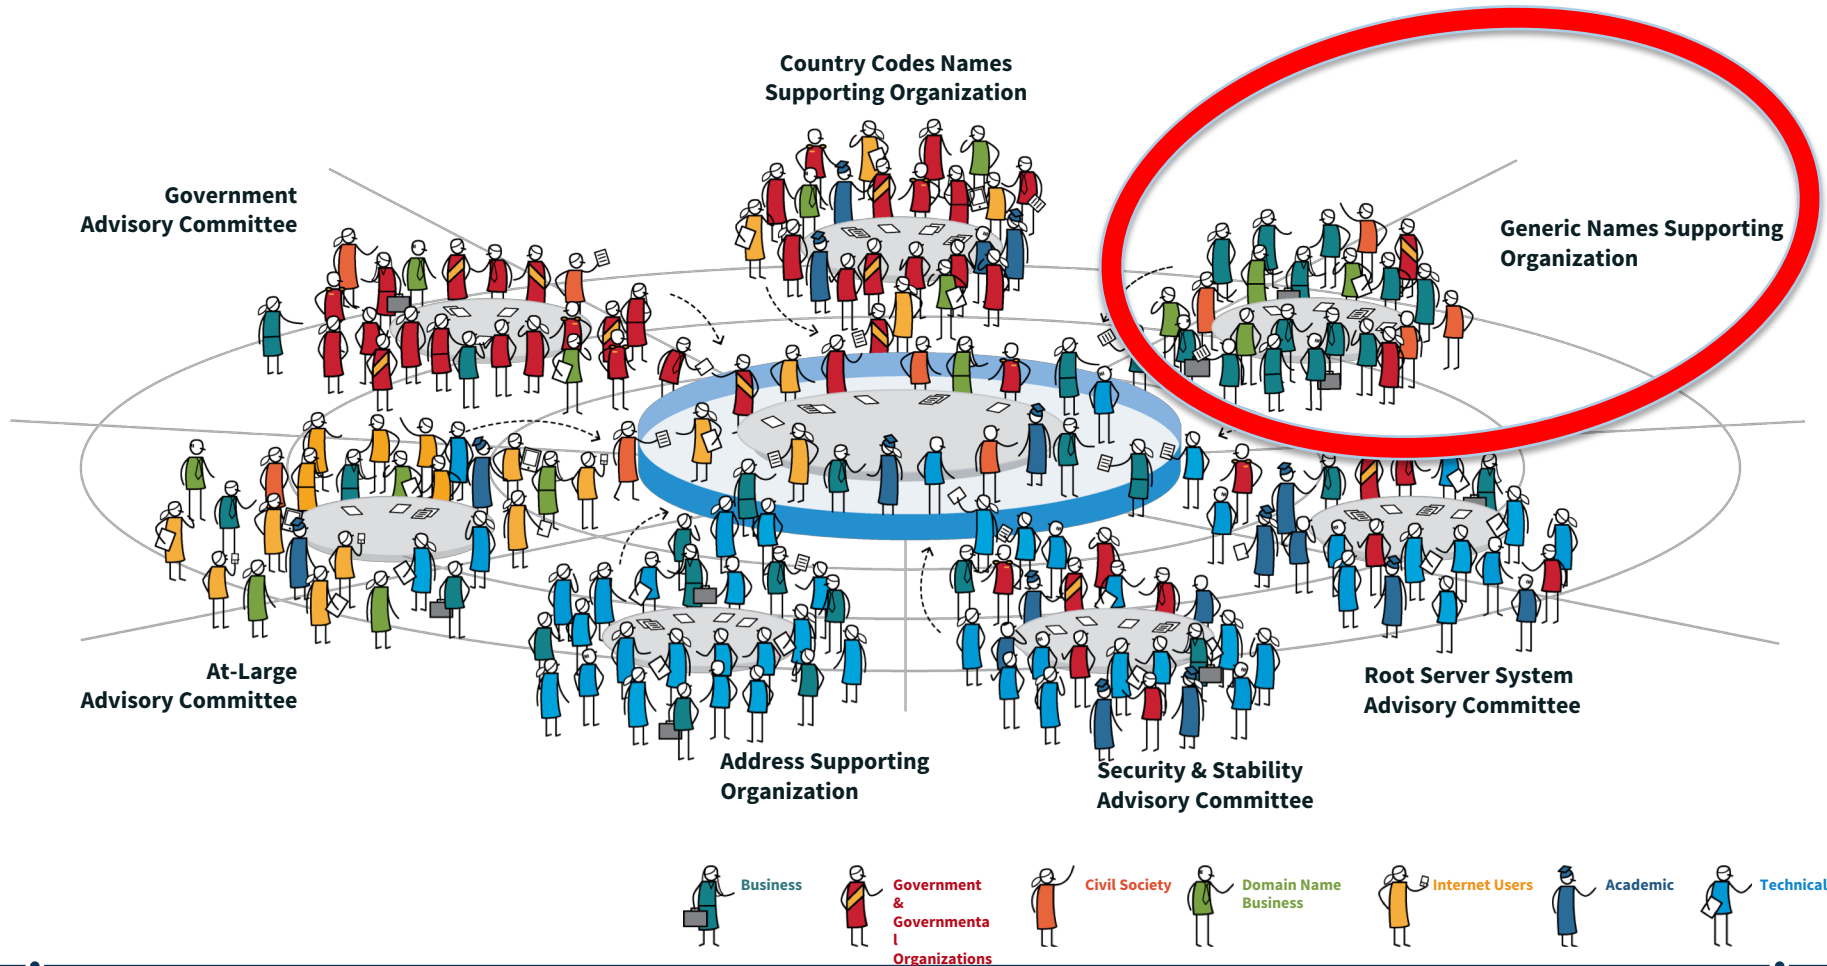 Country Codes Names
Supporting Organization
Government
Advisory Committee
Generic Names Supporting
Organization
At-Large
Advisory Committee
Root Server System
Advisory Committee
Address Supporting
Organization
Security & Stability
Advisory Committee
Business
Government
&
Governmenta
l
Organizations
Civil Society
Domain Name
Business
Internet Users
Academic
Technical